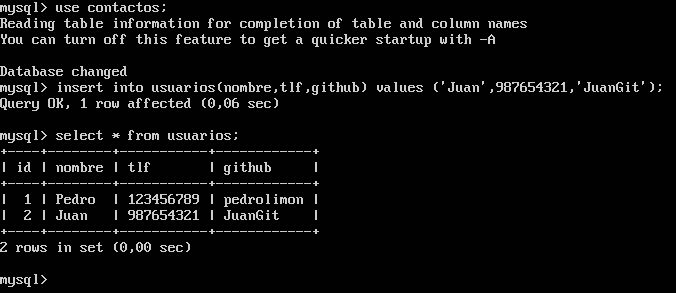 mysql> use contactos;
Reading table information for completion of table and column names
You can turn off this feature to get a quicker startup with -A
Database changed
mysql> insert into usuarios(nombre,tlf,github) values ('Juan',987654321,'JuanGit');
Query OK, 1 row affected (0,06 sec)
mysql> select * from usuarios;
+----+--------+-----------+------------+
| id | nombre | tlf       | github     |
+----+--------+-----------+------------+
|  1 | Pedro  | 123456789 | pedrolimon |
|  2 | Juan   | 987654321 | JuanGit    |
+----+--------+-----------+------------+
2 rows in set (0,00 sec)
mysql>